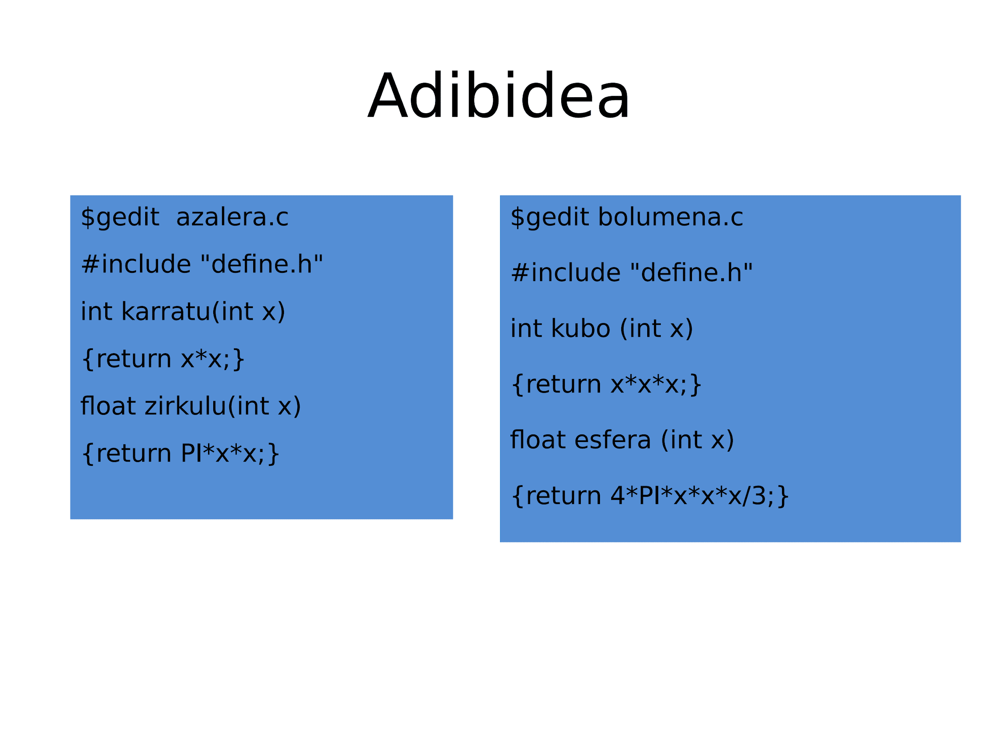 Adibidea
$gedit  azalera.c
#include "define.h"
int karratu(int x)
{return x*x;}
float zirkulu(int x)
{return PI*x*x;}
$gedit bolumena.c
#include "define.h"
int kubo (int x)
{return x*x*x;}
float esfera (int x)
{return 4*PI*x*x*x/3;}